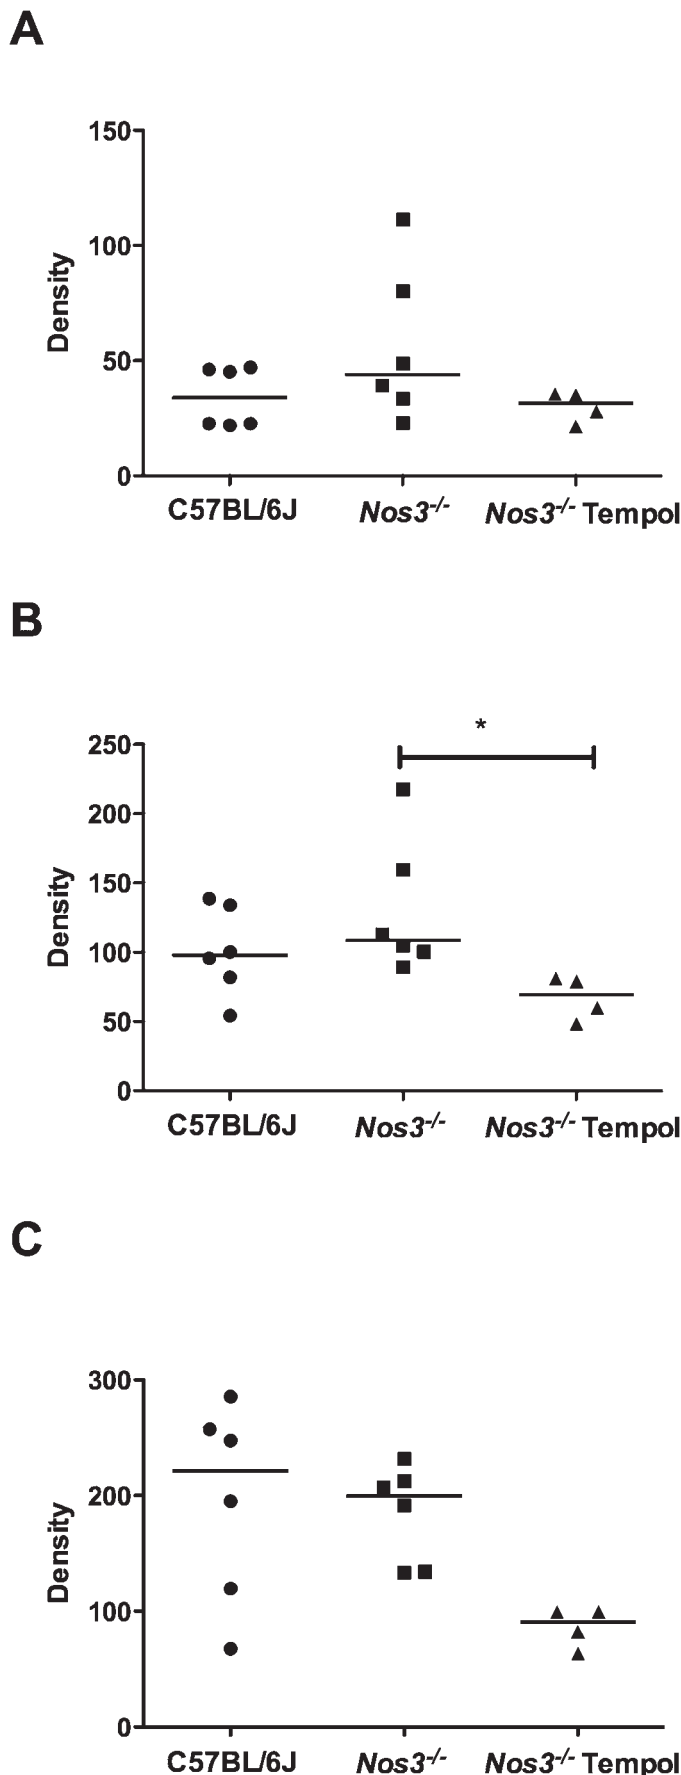 A
150
100
50
0
Density
C57BL/6J Nos3-/- Nos3-/- Tempol
B
*
250
200
150
100
50
0
Density
C57BL/6J Nos3-/- Nos3-/- Tempol
C
300
200
100
0
Density
C57BL/6J Nos3-/- Nos3-/- Tempol